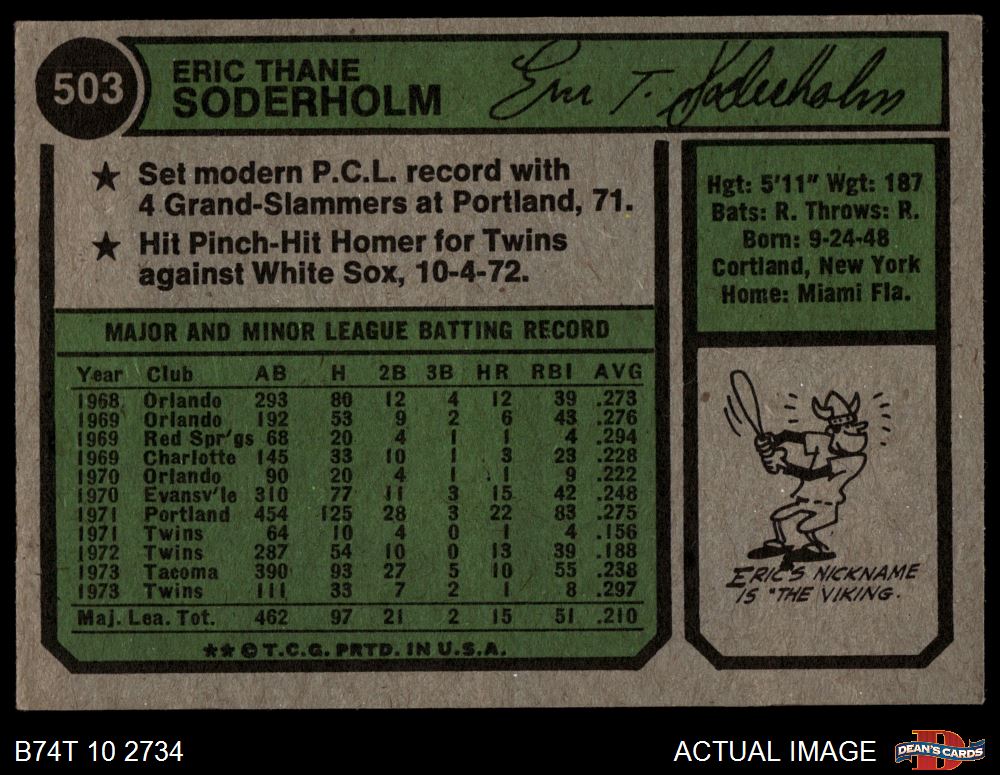 503
ERIC THANE
SODERHOLM
Eric T. Soderholm
★ Set modern P.C.L. record with
4 Grand-Slammers at Portland, 71.
★ Hit Pinch-Hit Homer for Twins
against White Sox, 10-4-72.
MAJOR AND MINOR LEAGUE BATTING RECORD
Year Club AB H 2B 3B HR RBI AVG
1968 Orlando 293 80 12 4 12 39 .273
1969 Orlando 192 53 9 2 6 43 .276
1969 Red Spr'gs 68 20 4 1 1 4 .294
1969 Charlotte 145 33 10 1 3 23 .228
1970 Orlando 90 20 4 1 1 9 .222
1970 Evansv'le 310 77 11 3 15 42 .248
1971 Portland 454 125 28 3 22 83 .275
1971 Twins 64 10 4 0 1 4 .156
1972 Twins 287 54 10 0 13 39 .188
1973 Tacoma 390 93 27 5 10 55 .238
1973 Twins 111 33 7 2 1 8 .297
Maj. Lea. Tot. 462 97 21 2 15 51 .210
★★ © T.C.G. PRTD. IN U.S.A.
Hgt: 5'11" Wgt: 187
Bats: R. Throws: R.
Born: 9-24-48
Cortland, New York
Home: Miami Fla.
ERIC'S NICKNAME
IS "THE VIKING.
B74T 10 2734
ACTUAL IMAGE
DEAN'S CARDS